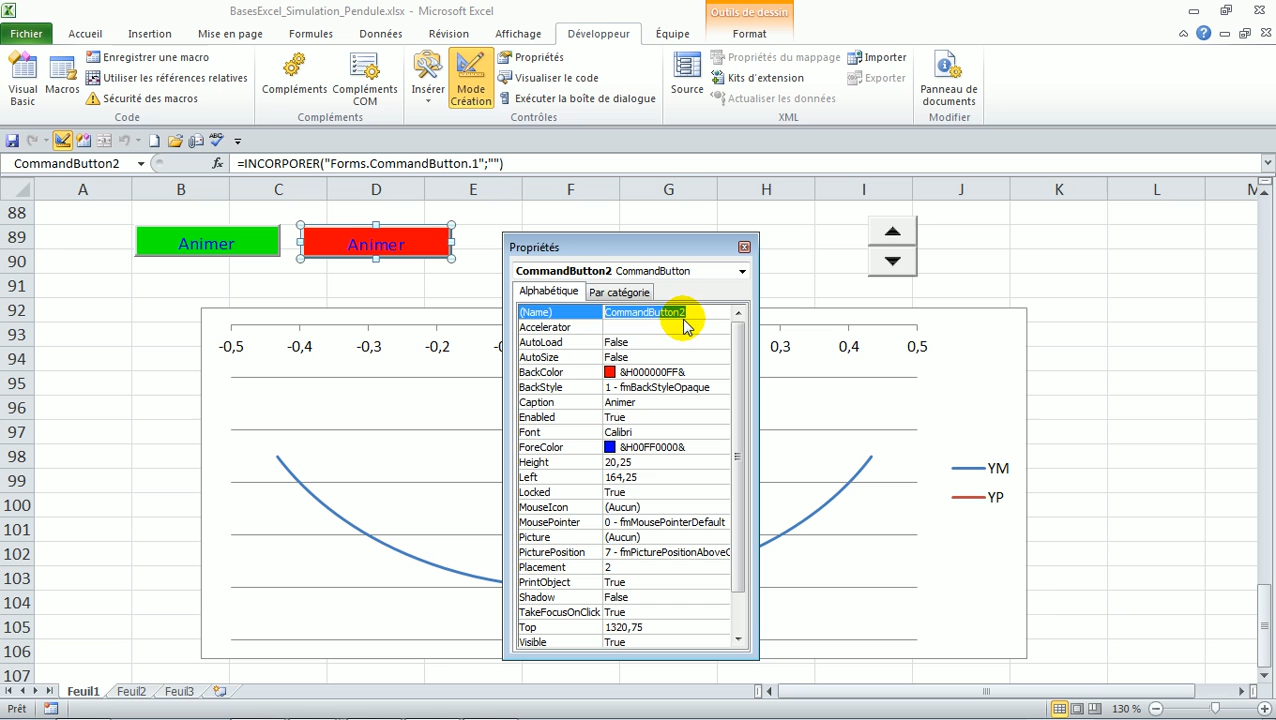 BasesExcel_Simulation_Pendule.xlsx - Microsoft Excel
Outils de dessin
Fichier Accueil Insertion Mise en page Formules Données Révision Affichage Développeur Équipe Format
Visual Basic
Macros
Enregistrer une macro
Utiliser les références relatives
Sécurité des macros
Code
Compléments
Compléments COM
Compléments
Insérer
Mode Création
Propriétés
Visualiser le code
Exécuter la boîte de dialogue
Contrôles
Source
Propriétés du mappage
Kits d'extension
Actualiser les données
Importer
Exporter
XML
Panneau de documents
Modifier
CommandButton2 fx =INCORPORER("Forms.CommandButton.1";"")
A B C D E F G H I J K L M
88
89
90
91
92
93
94
95
96
97
98
99
100
101
102
103
104
105
106
107
Animer Animer
-0,5 -0,4 -0,3 -0,2 0,3 0,4 0,5
YM
YP
Propriétés
CommandButton2 CommandButton
Alphabétique Par catégorie
(Name) CommandButton2
Accelerator
AutoLoad False
AutoSize False
BackColor &H000000FF&
BackStyle 1 - fmBackStyleOpaque
Caption Animer
Enabled True
Font Calibri
ForeColor &H00FF0000&
Height 20,25
Left 164,25
Locked True
MouseIcon (Aucun)
MousePointer 0 - fmMousePointerDefault
Picture (Aucun)
PicturePosition 7 - fmPicturePositionAboveC
Placement 2
PrintObject True
Shadow False
TakeFocusOnClick True
Top 1320,75
Visible True
Feuil1 Feuil2 Feuil3
Prêt 130 %